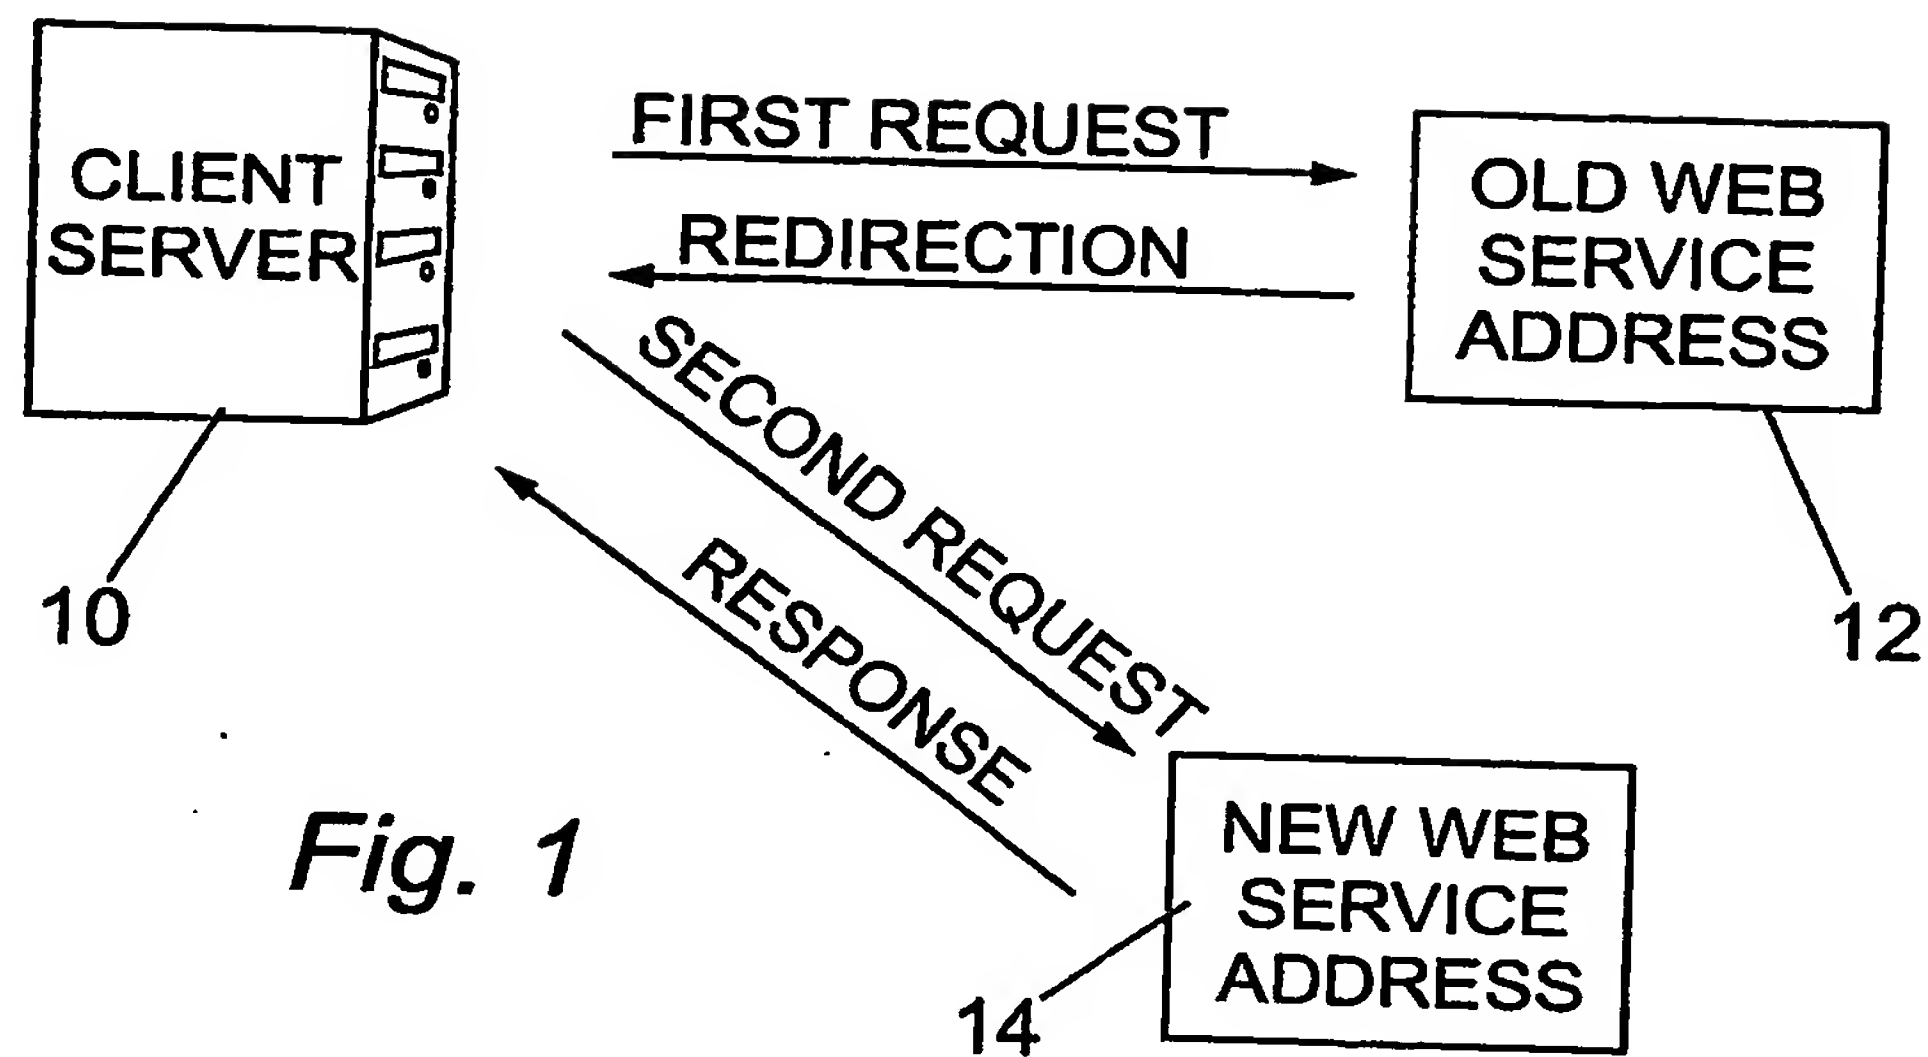 CLIENT
SERVER
FIRST REQUEST
REDIRECTION
OLD WEB
SERVICE
ADDRESS
SECOND REQUEST
RESPONSE
10
12
NEW WEB
SERVICE
ADDRESS
14
Fig. 1